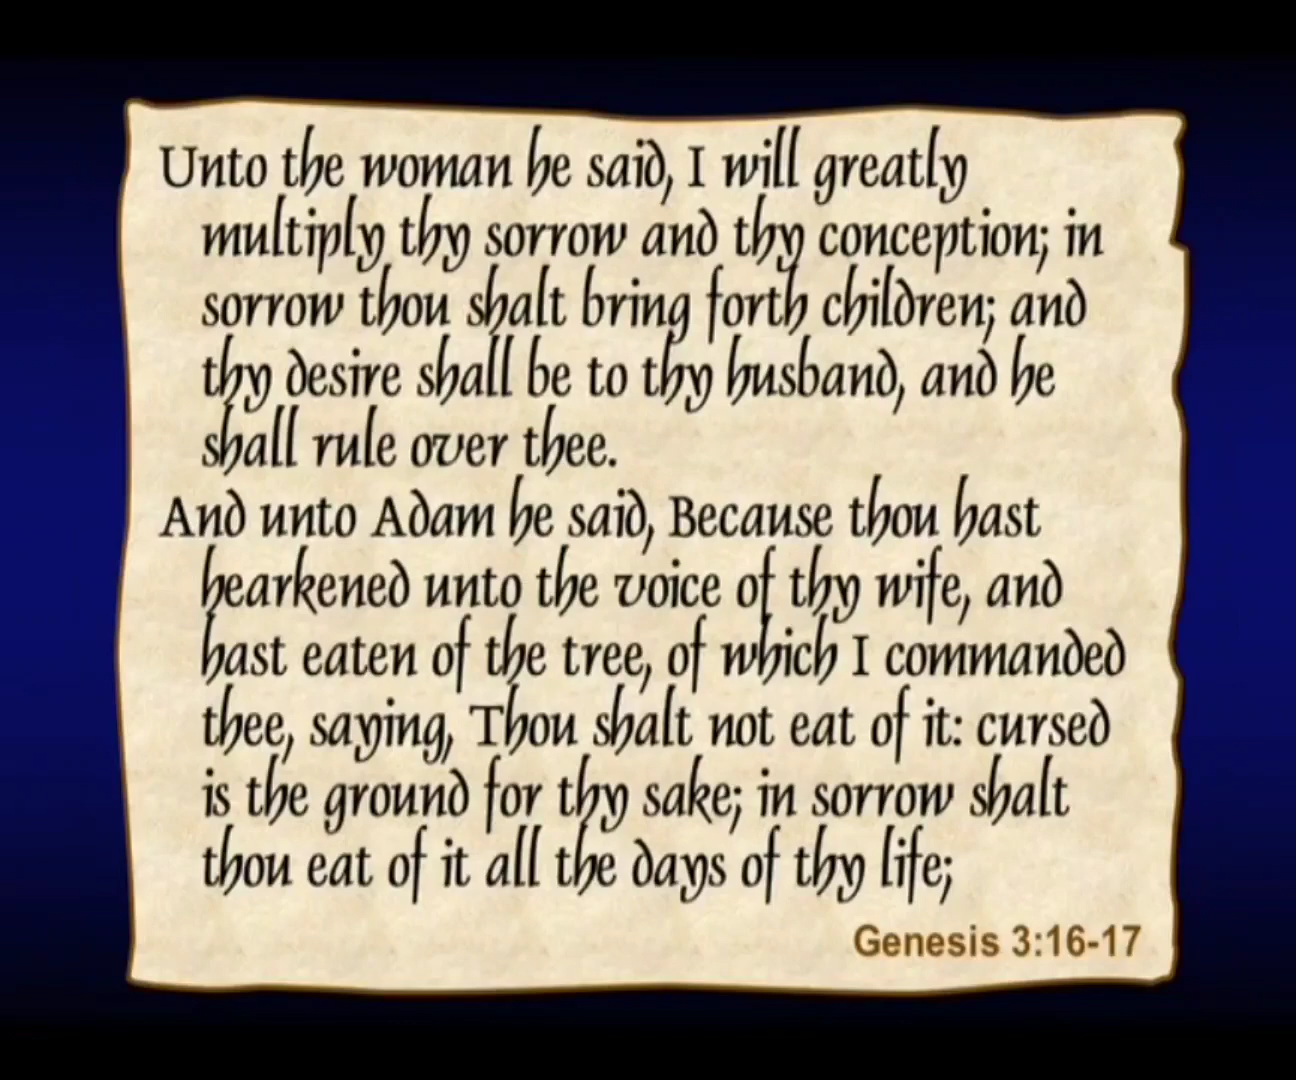 Unto the woman he said, I will greatly
multiply thy sorrow and thy conception; in
sorrow thou shalt bring forth children; and
thy desire shall be to thy husband, and he
shall rule over thee.
And unto Adam he said, Because thou hast
hearkened unto the voice of thy wife, and
hast eaten of the tree, of which I commanded
thee, saying, Thou shalt not eat of it: cursed
is the ground for thy sake; in sorrow shalt
thou eat of it all the days of thy life;
Genesis 3:16-17